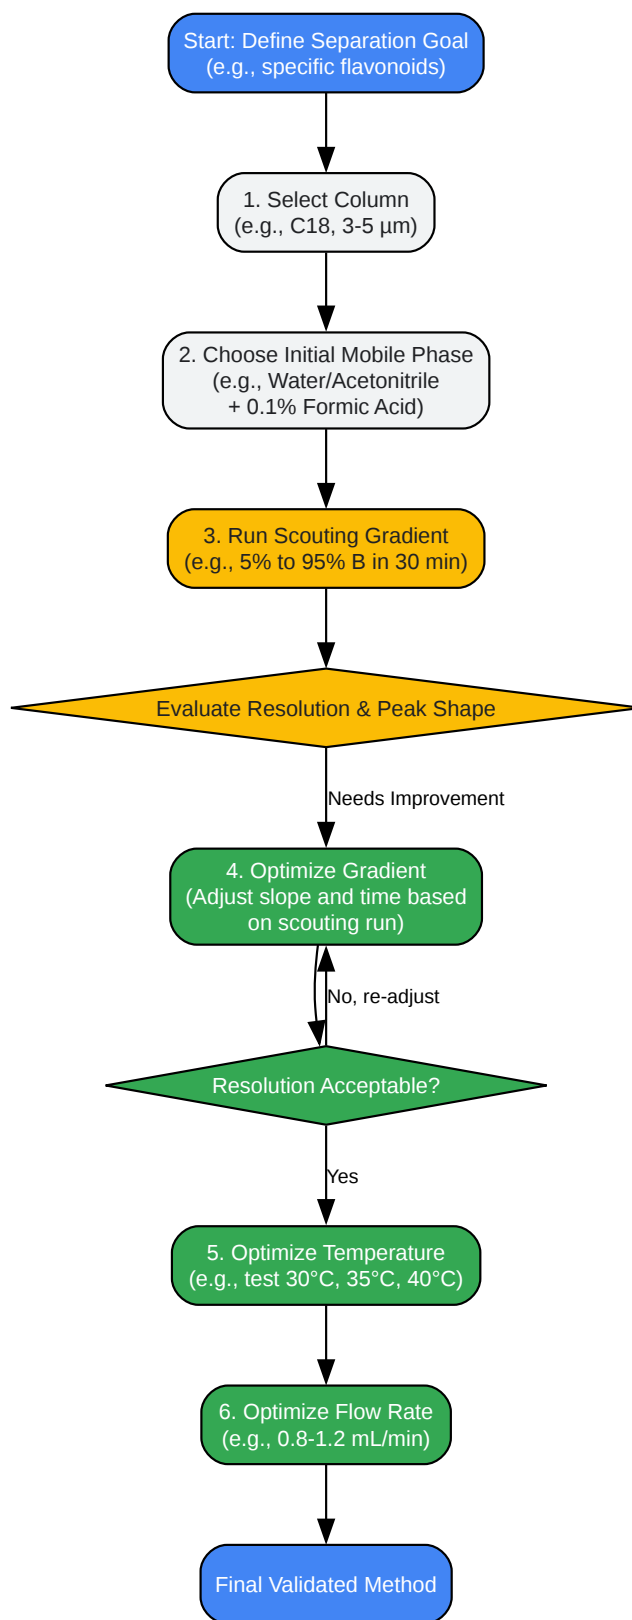 Start: Define Separation Goal
(e.g., specific flavonoids)
1. Select Column
(e.g., C18, 3-5 µm)
2. Choose Initial Mobile Phase
(e.g., Water/Acetonitrile
+ 0.1% Formic Acid)
3. Run Scouting Gradient
(e.g., 5% to 95% B in 30 min)
Evaluate Resolution & Peak Shape
Needs Improvement
4. Optimize Gradient
(Adjust slope and time based
on scouting run)
No, re-adjust
Resolution Acceptable?
Yes
5. Optimize Temperature
(e.g., test 30°C, 35°C, 40°C)
6. Optimize Flow Rate
(e.g., 0.8-1.2 mL/min)
Final Validated Method